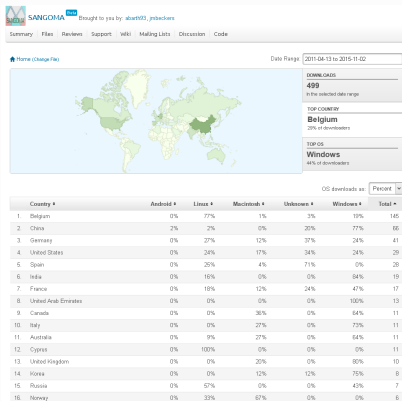 SANGOMA Beta Brought to you by: abartlt93, jmbeckers
Summary Files Reviews Support Wiki Mailing Lists Discussion Code
Home (Change File)
Date Range: 2011-04-13 to 2015-11-02
DOWNLOADS
499
In the selected date range
TOP COUNTRY
Belgium
29% of downloaders
TOP OS
Windows
44% of downloaders
OS downloads as: Percent
Country Android Linux Macintosh Unknown Windows Total
1. Belgium 0% 77% 1% 3% 19% 145
2. China 2% 2% 0% 20% 77% 66
3. Germany 0% 27% 12% 37% 24% 41
4. United States 0% 24% 17% 34% 24% 29
5. Spain 0% 25% 4% 71% 0% 28
6. India 0% 16% 0% 0% 84% 19
7. France 0% 18% 12% 24% 47% 17
8. United Arab Emirates 0% 0% 0% 0% 100% 13
9. Canada 0% 0% 36% 0% 64% 11
10. Italy 0% 0% 27% 0% 73% 11
11. Australia 0% 9% 27% 0% 64% 11
12. Cyprus 0% 100% 0% 0% 0% 11
13. United Kingdom 0% 0% 20% 0% 80% 10
14. Korea 0% 0% 12% 12% 75% 8
15. Russia 0% 57% 0% 0% 43% 7
16. Norway 0% 33% 67% 0% 0% 6